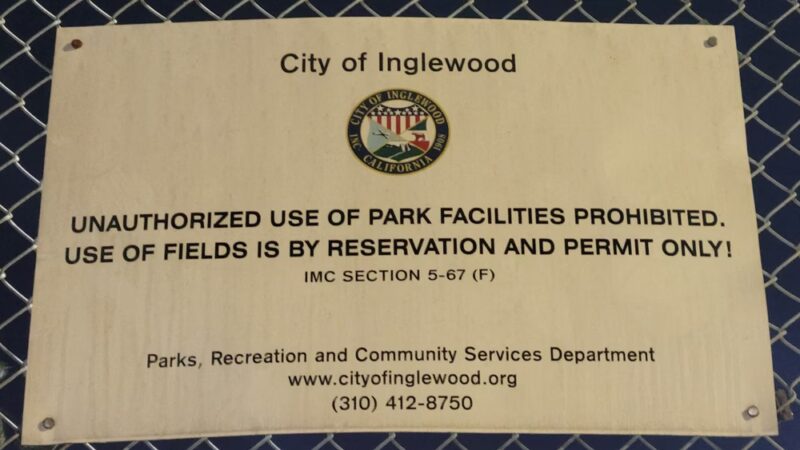 City of Inglewood
CITY OF INGLEWOOD
INC 1908
CALIFORNIA
UNAUTHORIZED USE OF PARK FACILITIES PROHIBITED.
USE OF FIELDS IS BY RESERVATION AND PERMIT ONLY!
IMC SECTION 5-67 (F)
Parks, Recreation and Community Services Department
www.cityofinglewood.org
(310) 412-8750